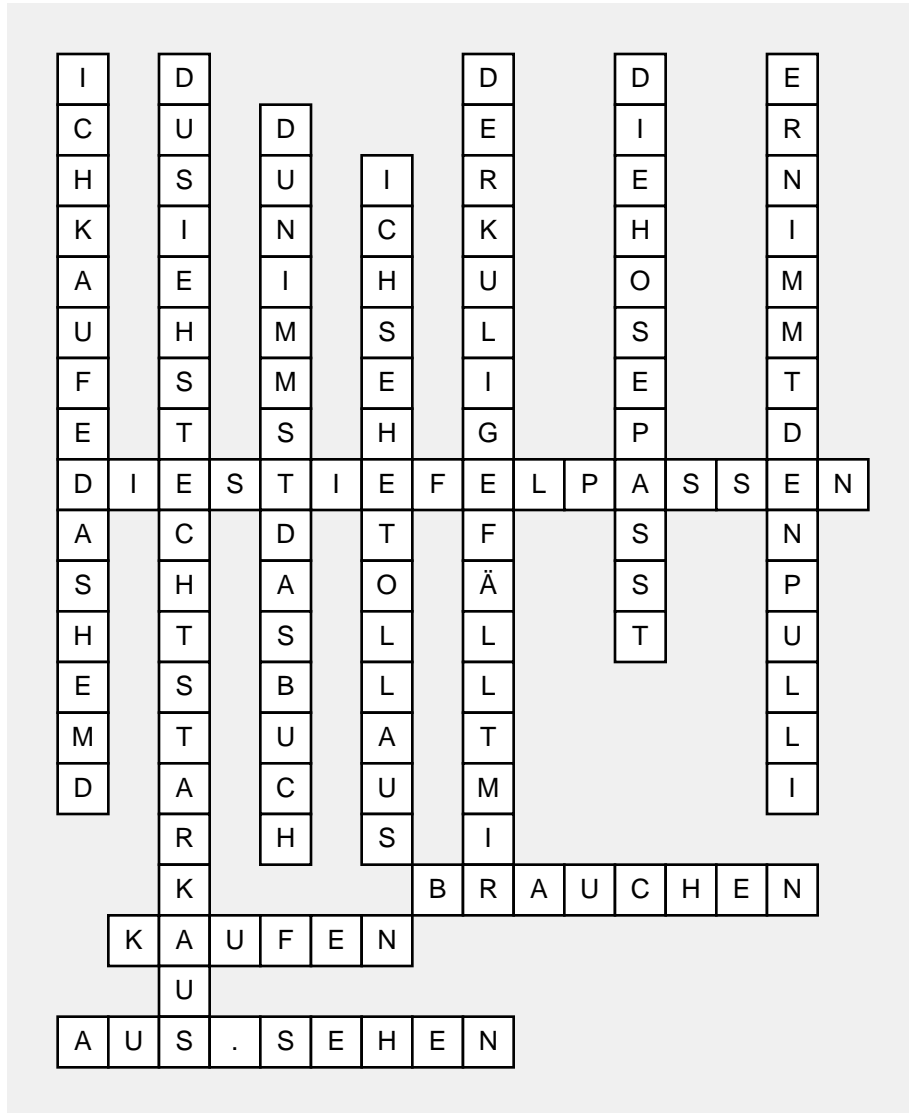 ICHKAUFEDASHEMD
DUSIEHSTECHTSTARKAUS
DUNIMMSTDASBUCH
ICHSEHETOLLAUS
DERKULIGEFÄLLTMIR
DIEHOSEPASST
ERNIMMTDENPULLI
DIESTIEFELPASSEN
BRAUCHEN
KAUFEN
AUS.SEHEN